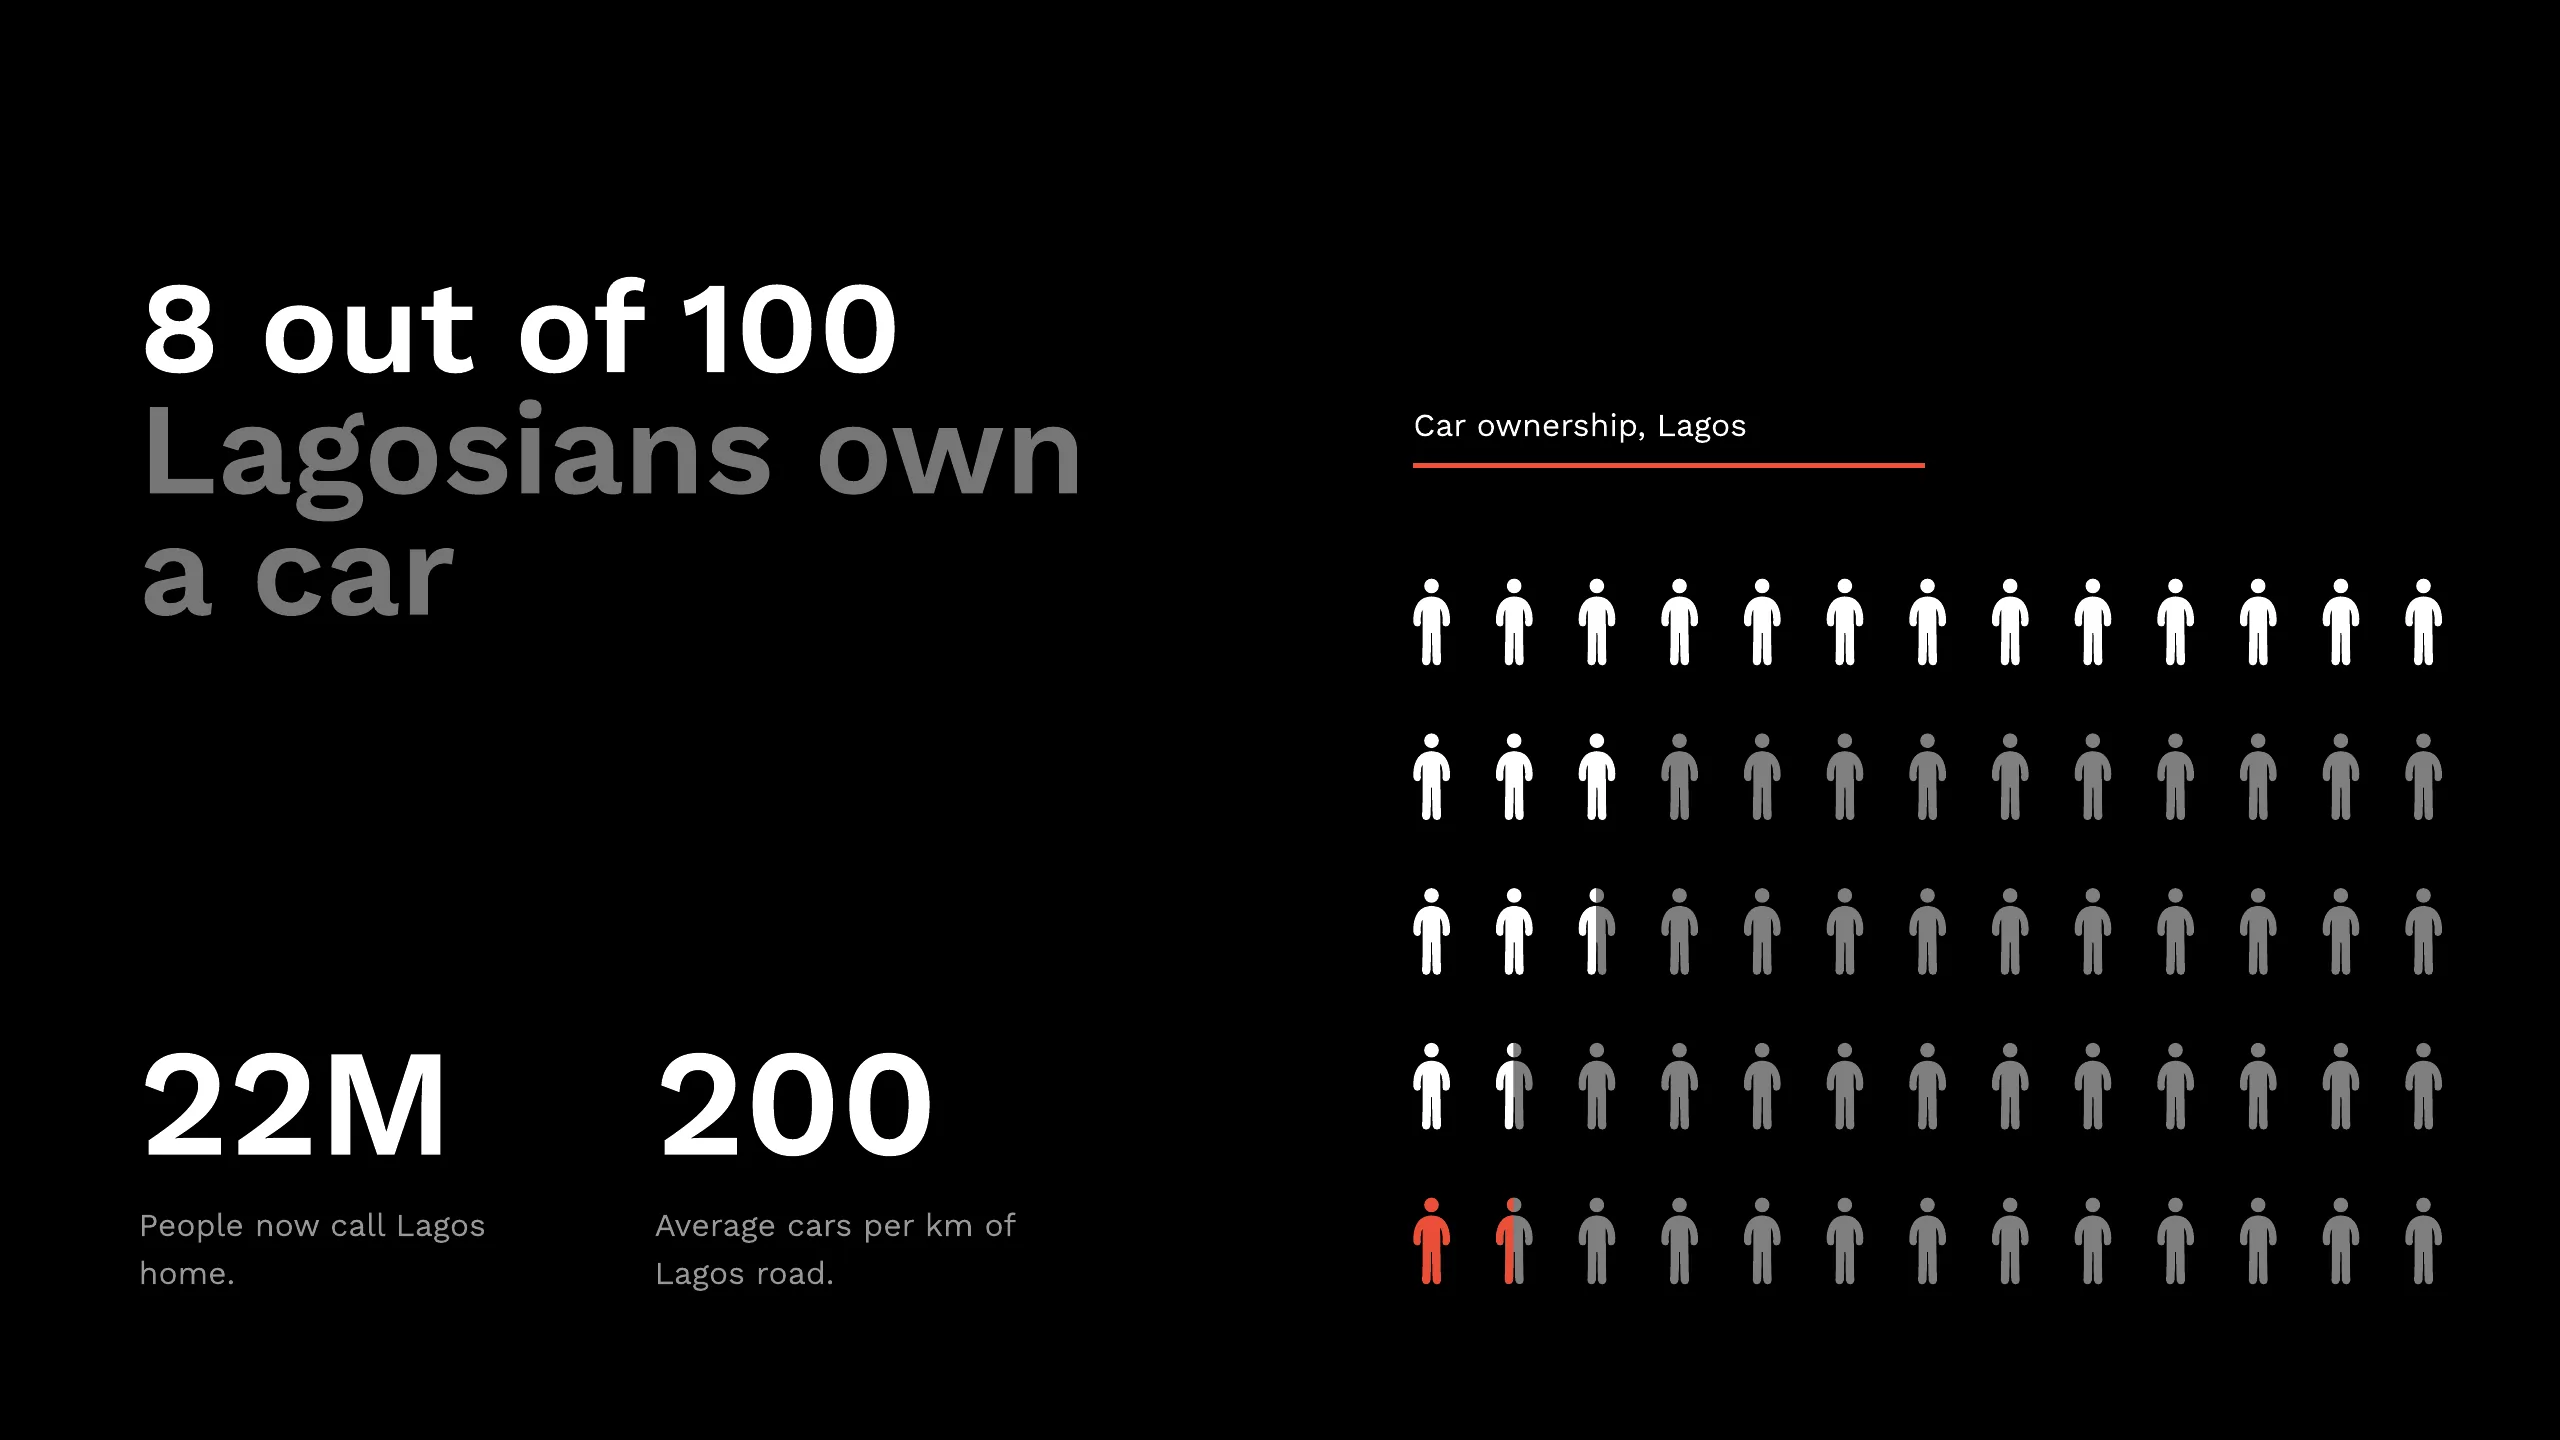 8 out of 100
Lagosians own
a car
Car ownership, Lagos
22M
People now call Lagos
home.
200
Average cars per km of
Lagos road.